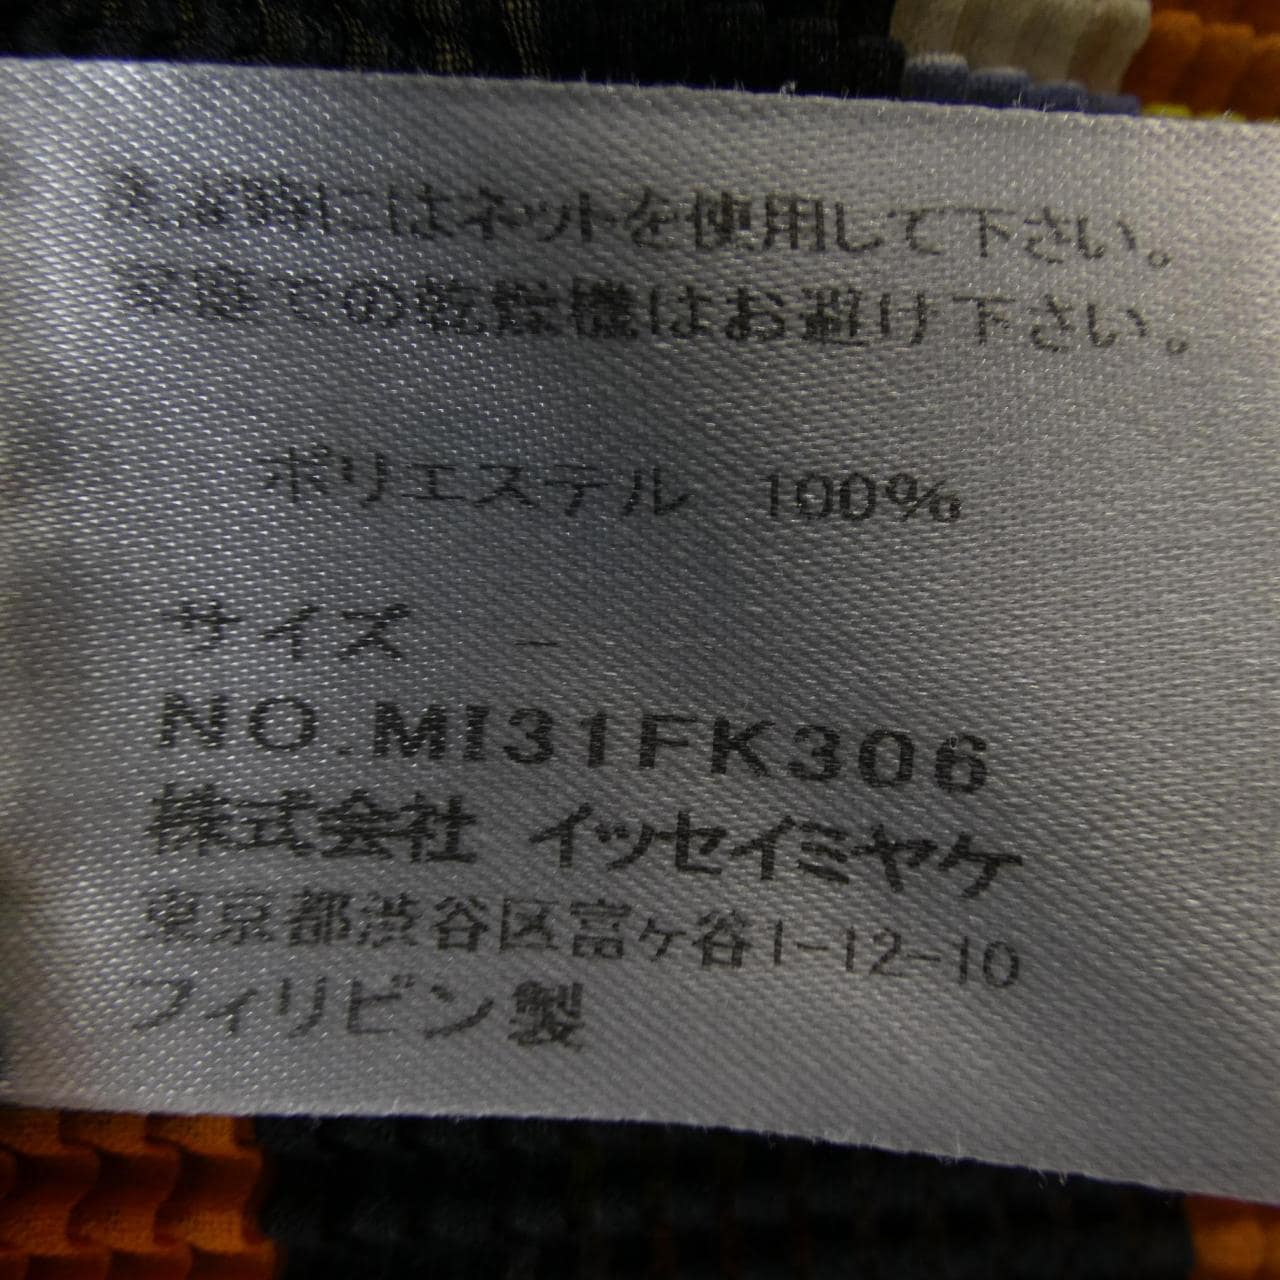 洗う時にはネットを使用して下さい。
家庭での乾燥機はお避け下さい。
ポリエステル 100%
サイズ -
NO.MI31FK306
株式会社 イッセイミヤケ
東京都渋谷区富ヶ谷1-12-10
フィリピン製